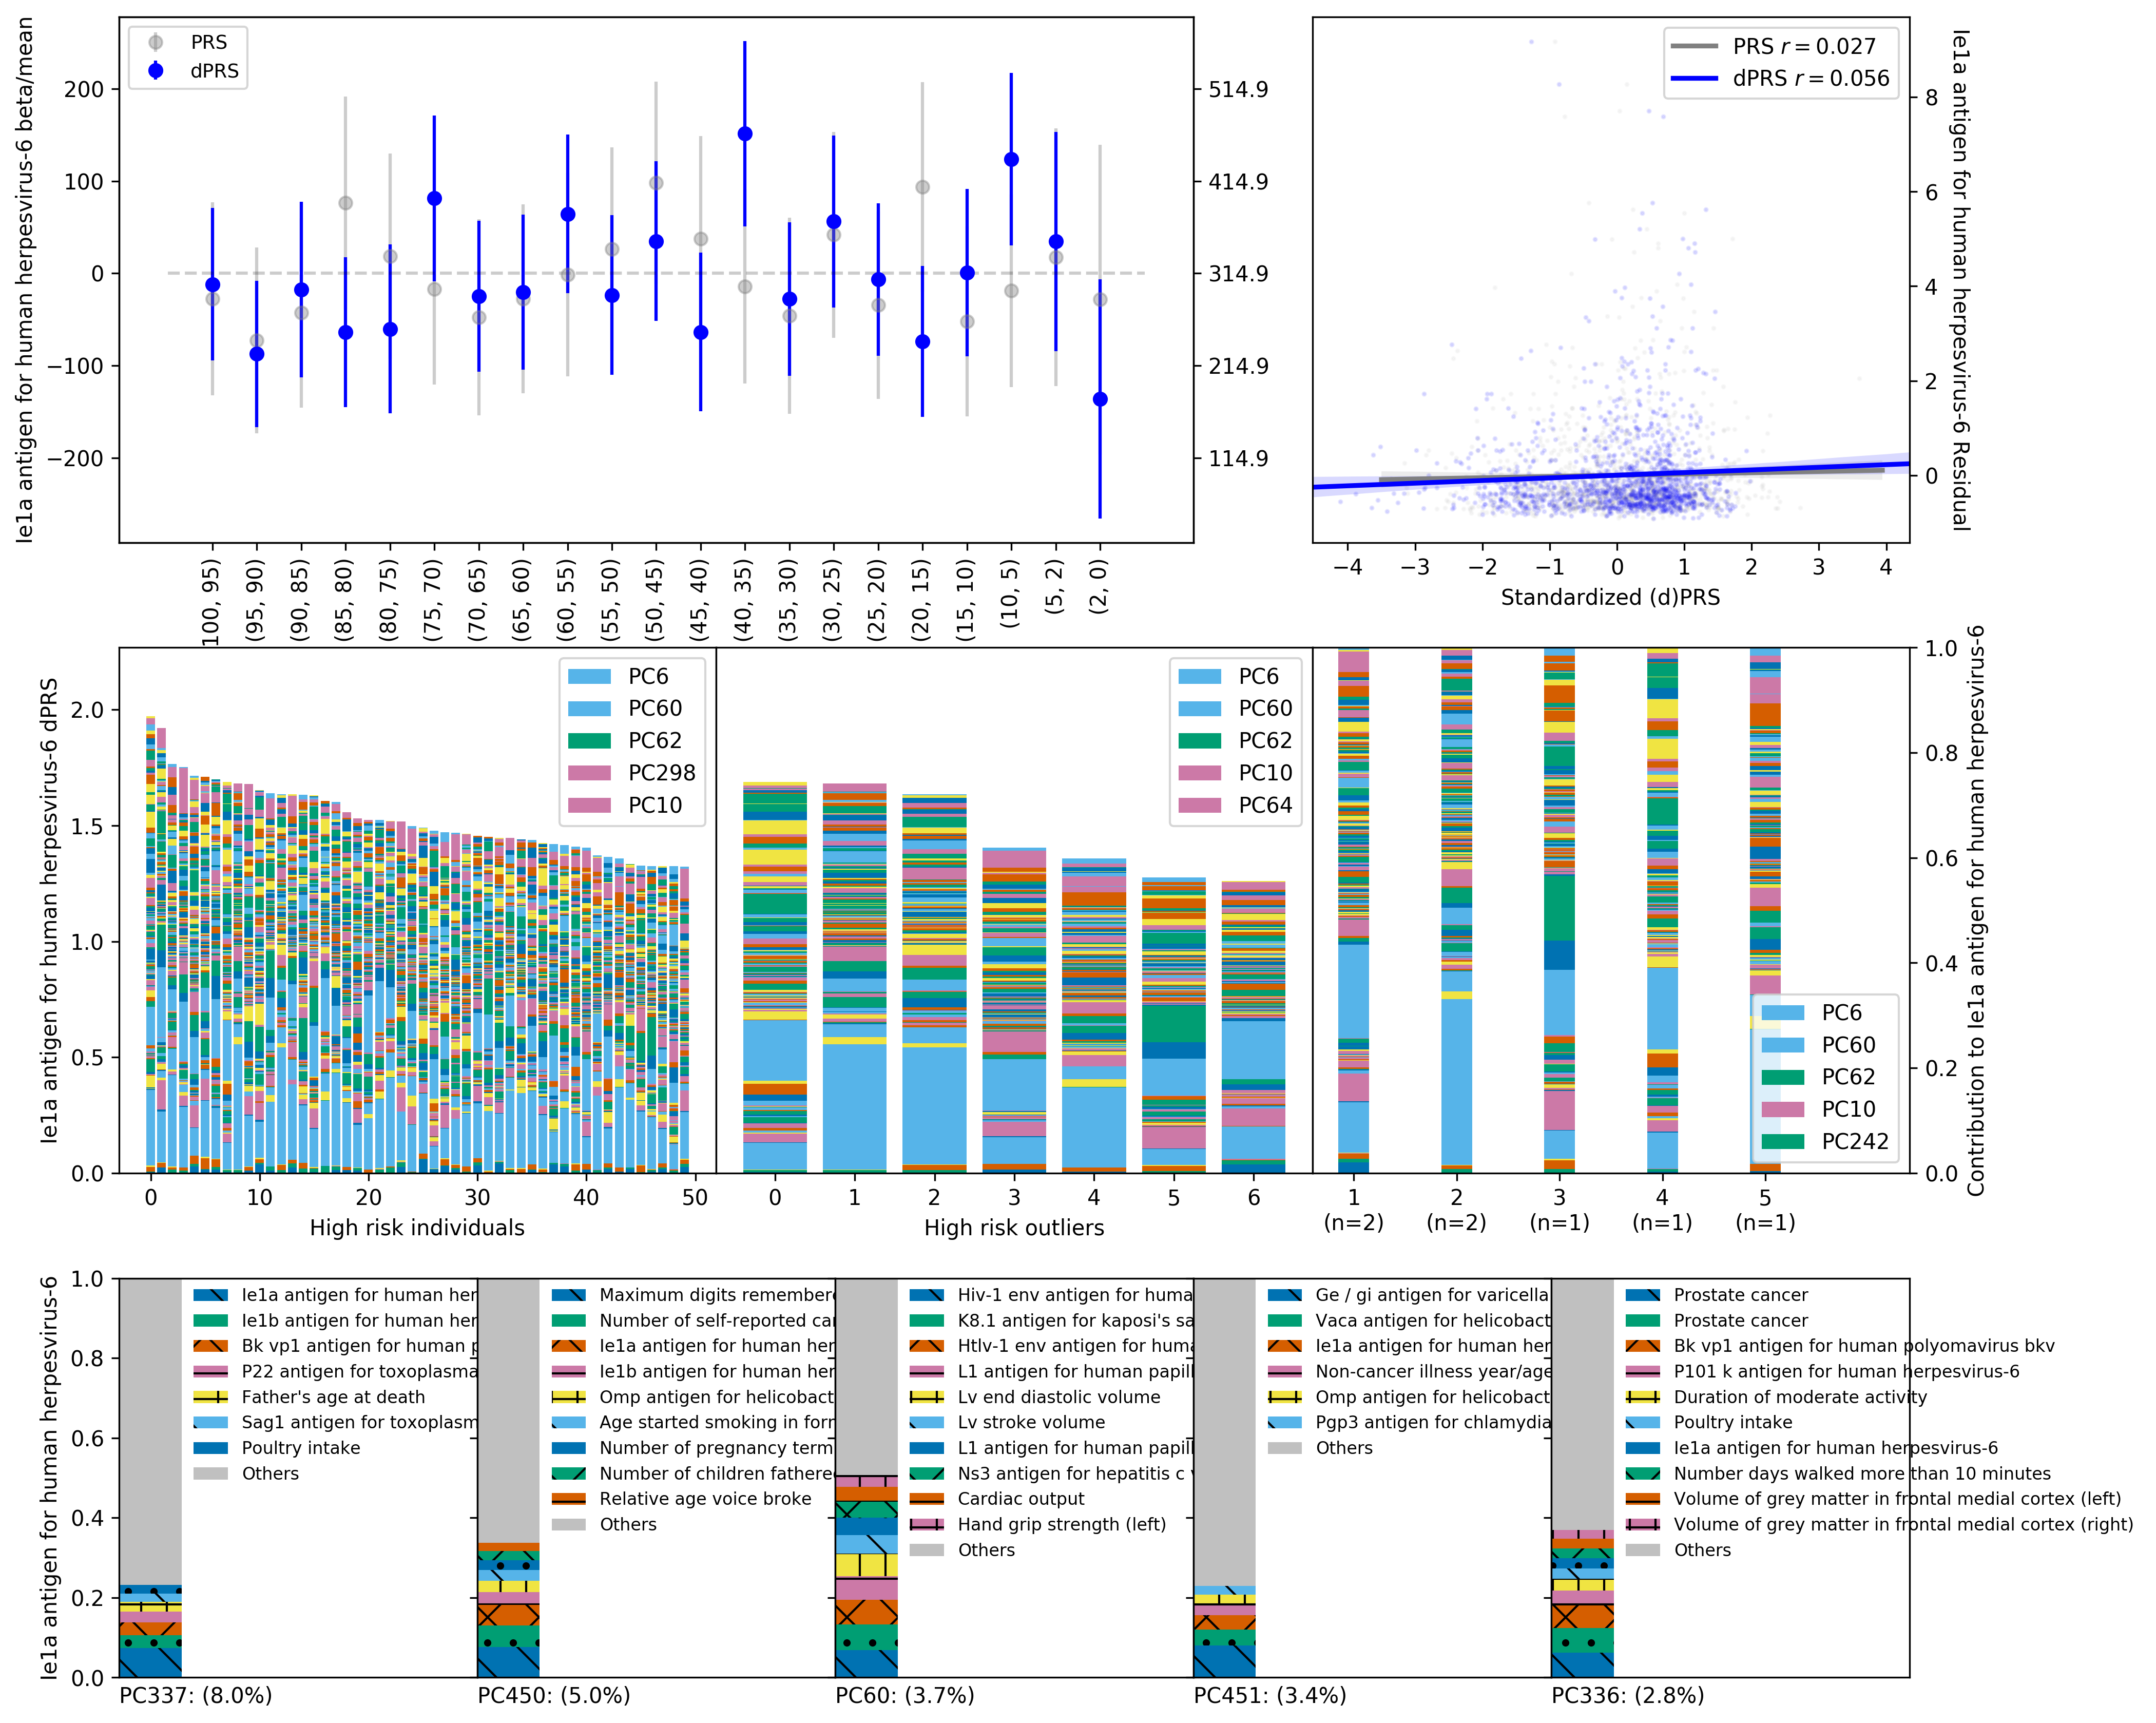 Ie1a antigen for human herpesvirus-6 beta/mean
200
100
0
−100
−200
PRS
dPRS
514.9
414.9
314.9
214.9
114.9
100, 95)
(95, 90)
(90, 85)
(85, 80)
(80, 75)
(75, 70)
(70, 65)
(65, 60)
(60, 55)
(55, 50)
(50, 45)
(45, 40)
(40, 35)
(35, 30)
(30, 25)
(25, 20)
(20, 15)
(15, 10)
(10, 5)
(5, 2)
(2, 0)
PRS r = 0.027
dPRS r = 0.056
8
6
4
2
0
Ie1a antigen for human herpesvirus-6 Residual
−4 −3 −2 −1 0 1 2 3 4
Standardized (d)PRS
Ie1a antigen for human herpesvirus-6 dPRS
2.0
1.5
1.0
0.5
0.0
PC6
PC60
PC62
PC298
PC10
0 10 20 30 40 50
High risk individuals
PC6
PC60
PC62
PC10
PC64
0 1 2 3 4 5 6
High risk outliers
PC6
PC60
PC62
PC10
PC242
1 2 3 4 5
(n=2) (n=2) (n=1) (n=1) (n=1)
1.0
0.8
0.6
0.4
0.2
0.0
Contribution to Ie1a antigen for human herpesvirus-6
Ie1a antigen for human herpesvirus-6
1.0
0.8
0.6
0.4
0.2
0.0
Ie1a antigen for human her
Ie1b antigen for human her
Bk vp1 antigen for human p
P22 antigen for toxoplasma
Father's age at death
Sag1 antigen for toxoplasm
Poultry intake
Others
PC337: (8.0%)
Maximum digits remembere
Number of self-reported ca
Ie1a antigen for human her
Ie1b antigen for human her
Omp antigen for helicobact
Age started smoking in forr
Number of pregnancy term
Number of children fathere
Relative age voice broke
Others
PC450: (5.0%)
Hiv-1 env antigen for huma
K8.1 antigen for kaposi's sa
Htlv-1 env antigen for huma
L1 antigen for human papill
Lv end diastolic volume
Lv stroke volume
L1 antigen for human papill
Ns3 antigen for hepatitis c v
Cardiac output
Hand grip strength (left)
Others
PC60: (3.7%)
Ge / gi antigen for varicella
Vaca antigen for helicobact
Ie1a antigen for human her
Non-cancer illness year/age
Omp antigen for helicobact
Pgp3 antigen for chlamydia
Others
PC451: (3.4%)
Prostate cancer
Prostate cancer
Bk vp1 antigen for human polyomavirus bkv
P101 k antigen for human herpesvirus-6
Duration of moderate activity
Poultry intake
Ie1a antigen for human herpesvirus-6
Number days walked more than 10 minutes
Volume of grey matter in frontal medial cortex (left)
Volume of grey matter in frontal medial cortex (right)
Others
PC336: (2.8%)